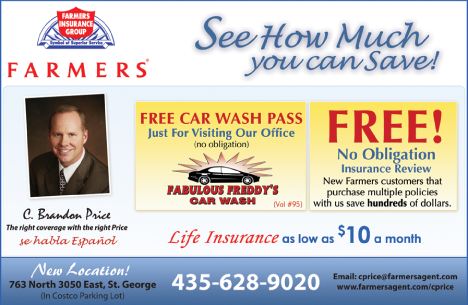 FARMERS
INSURANCE
GROUP
Symbol of Superior Service
FARMERS®
See How Much
you can Save!
C. Brandon Price
The right coverage with the right Price
se habla Español
FREE CAR WASH PASS
Just For Visiting Our Office
(no obligation)
FABULOUS FREDDY'S
CAR WASH
(Val #95)
FREE!
No Obligation
Insurance Review
New Farmers customers that
purchase multiple policies
with us save hundreds of dollars.
Life Insurance as low as $10 a month
New Location!
763 North 3050 East, St. George
(In Costco Parking Lot)
435-628-9020
Email: cprice@farmersagent.com
www.farmersagent.com/cprice